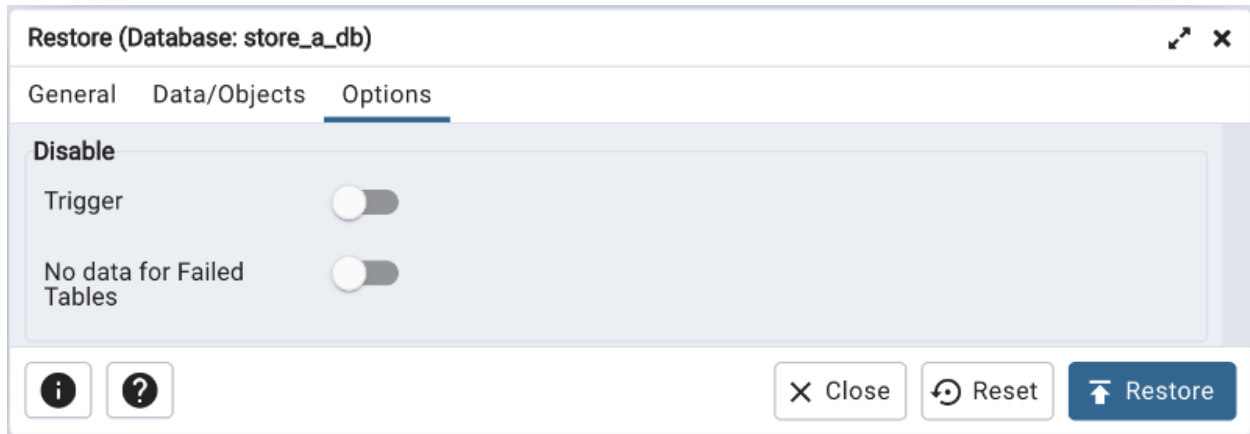 Restore (Database: store_a_db)
General Data/Objects Options
Disable
Trigger
No data for Failed
Tables
Close Reset Restore